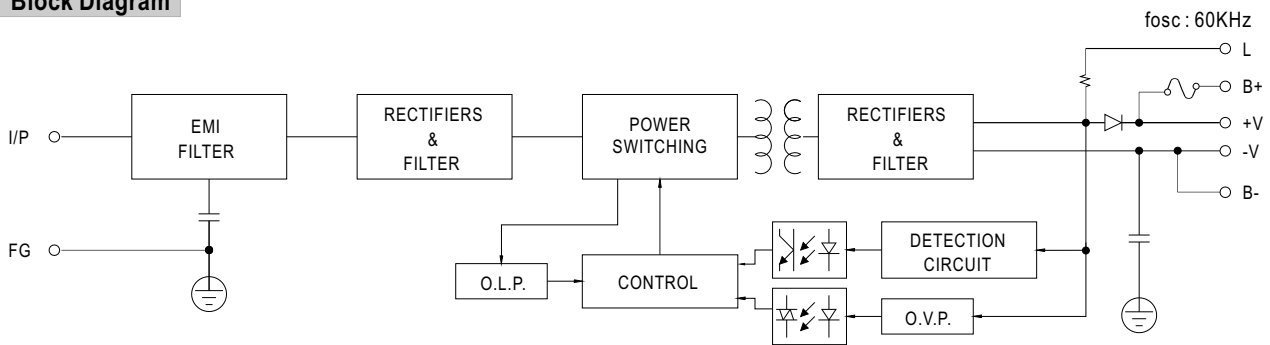 Block Diagram
fosc : 60KHz
L
B+
+V
-V
B-
I/P
EMI
FILTER
RECTIFIERS
&
FILTER
POWER
SWITCHING
RECTIFIERS
&
FILTER
FG
O.L.P.
CONTROL
DETECTION
CIRCUIT
O.V.P.